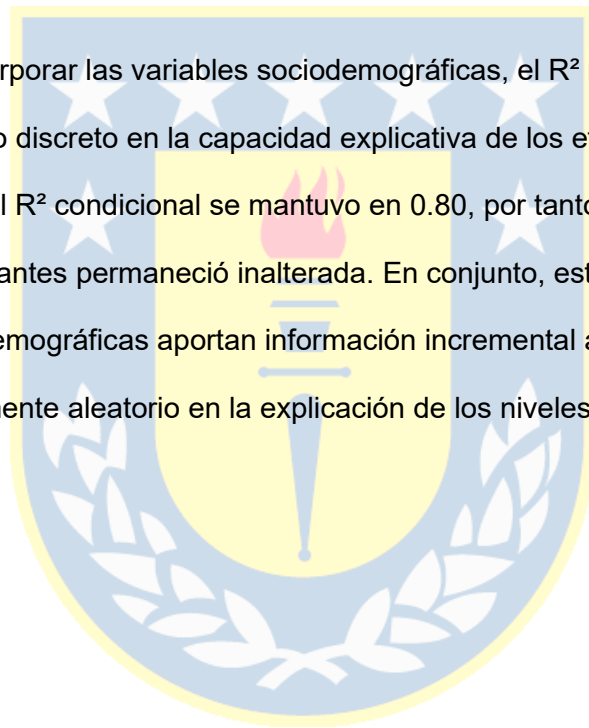 rporar las variables sociodemográficas, el R²
o discreto en la capacidad explicativa de los
l R² condicional se mantuvo en 0.80, por tanto
antes permaneció inalterada. En conjunto,
emográficas aportan información incremental
nente aleatorio en la explicación de los niveles